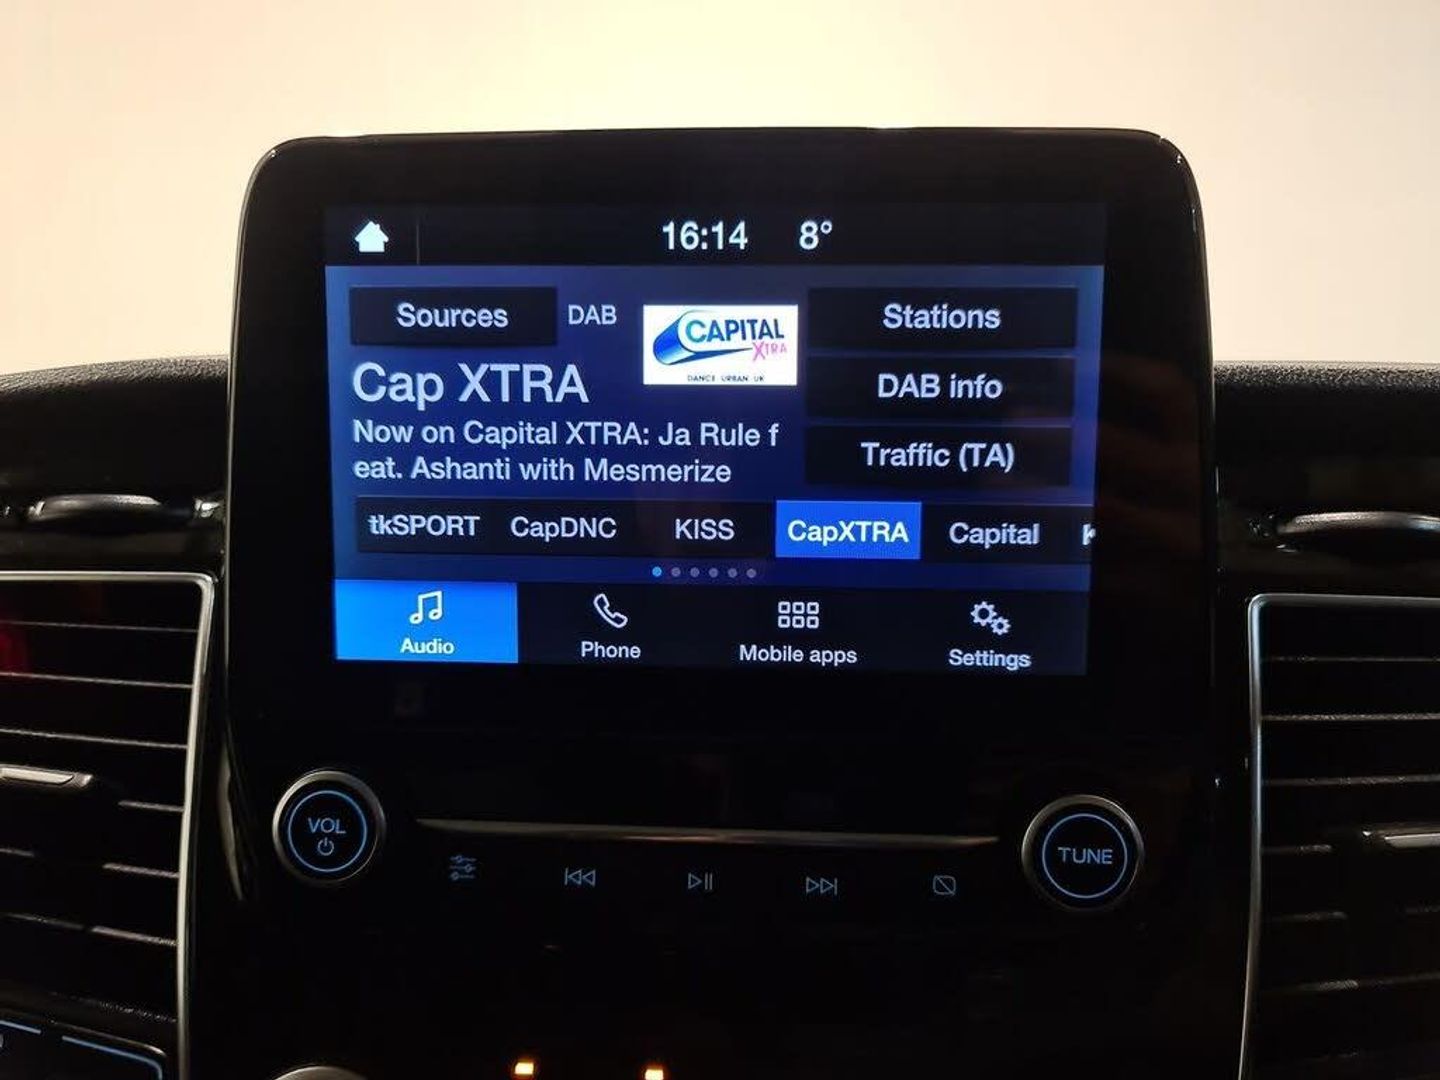 16:14 8°
Sources DAB
CAPITAL
XTRA
DANCE URBAN UK
Stations
Cap XTRA
DAB info
Now on Capital XTRA: Ja Rule f
eat. Ashanti with Mesmerize
Traffic (TA)
tkSPORT CapDNC KISS CapXTRA Capital
Audio Phone Mobile apps Settings
VOL
TUNE